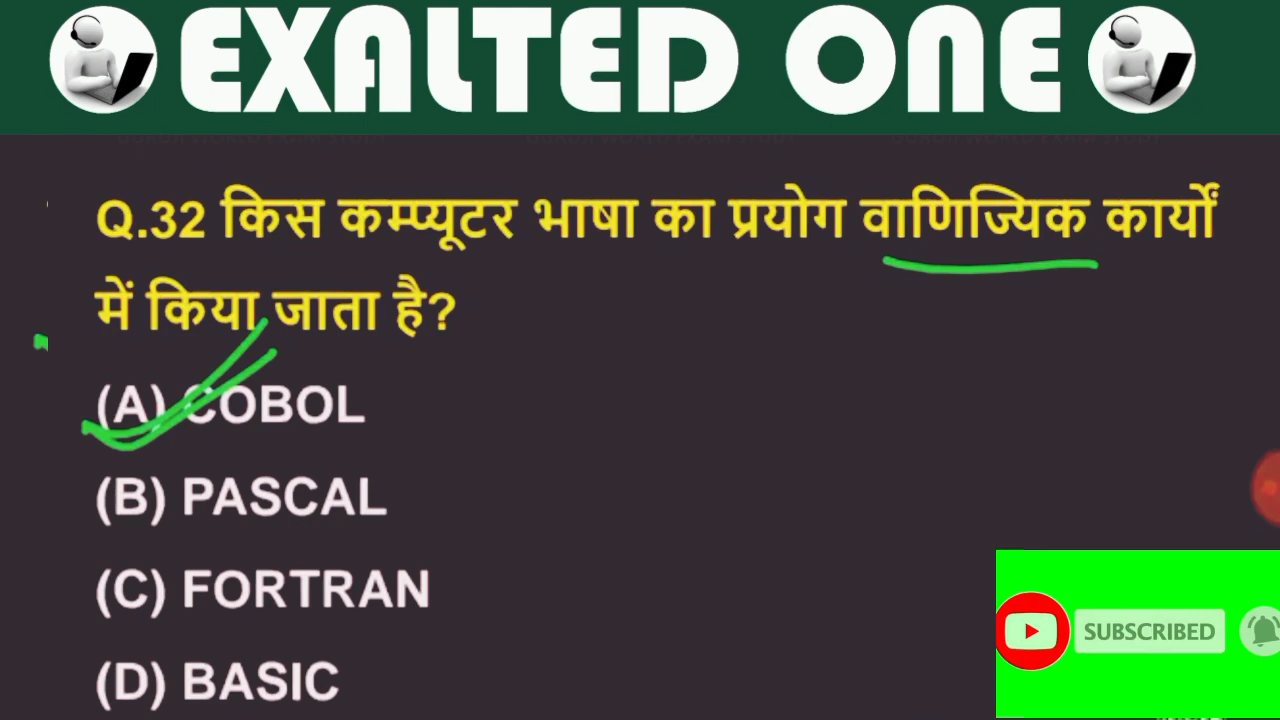 EXALTED ONE
Q.32 किस कम्प्यूटर भाषा का प्रयोग वाणिज्यिक कार्यों
में किया जाता है?
(A) COBOL
(B) PASCAL
(C) FORTRAN
(D) BASIC
SUBSCRIBED